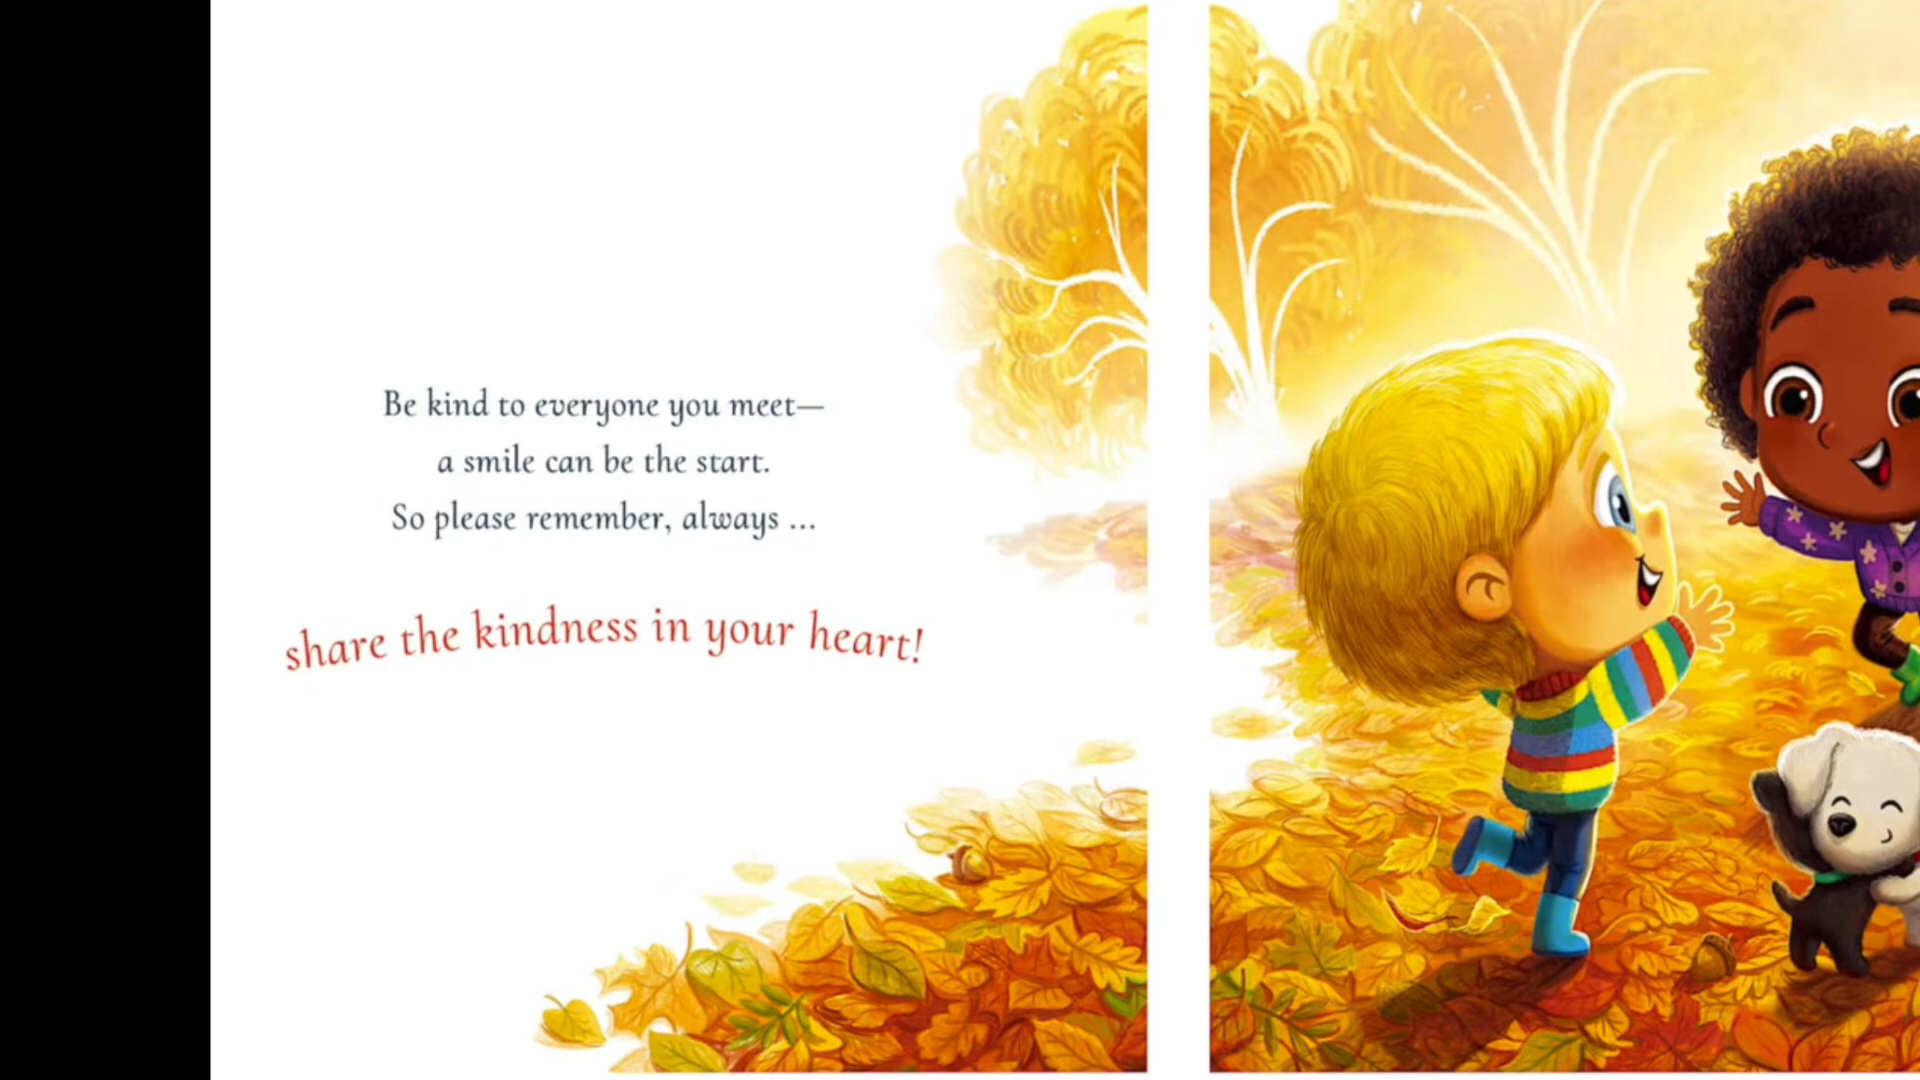 Be kind to everyone you meet—
a smile can be the start.
So please remember, always ...
share the kindness in your heart!